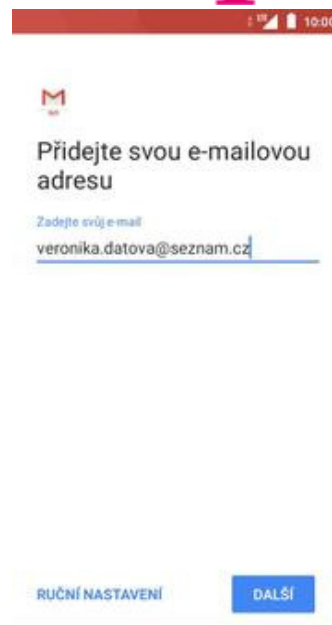 10:00
Přidejte svou e-mailovou
adresu
Zadejte svůj e-mail
veronika.datova@seznam.cz
RUČNÍ NASTAVENÍ
DALŠÍ